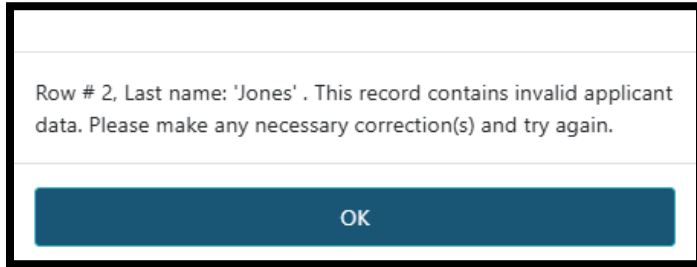 Row # 2, Last name: 'Jones' . This record contains invalid applicant
data. Please make any necessary correction(s) and try again.
OK